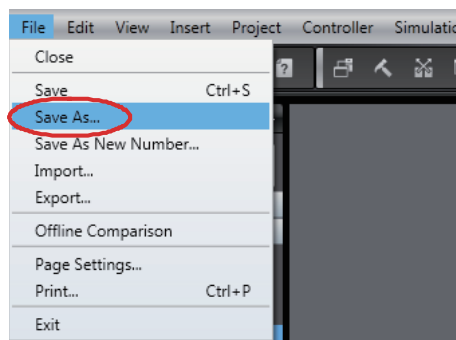 File Edit View Insert Project Controller
Close
Save Ctrl+S
Save As...
Save As New Number...
Import...
Export...
Offline Comparison
Page Settings...
Print... Ctrl+P
Exit